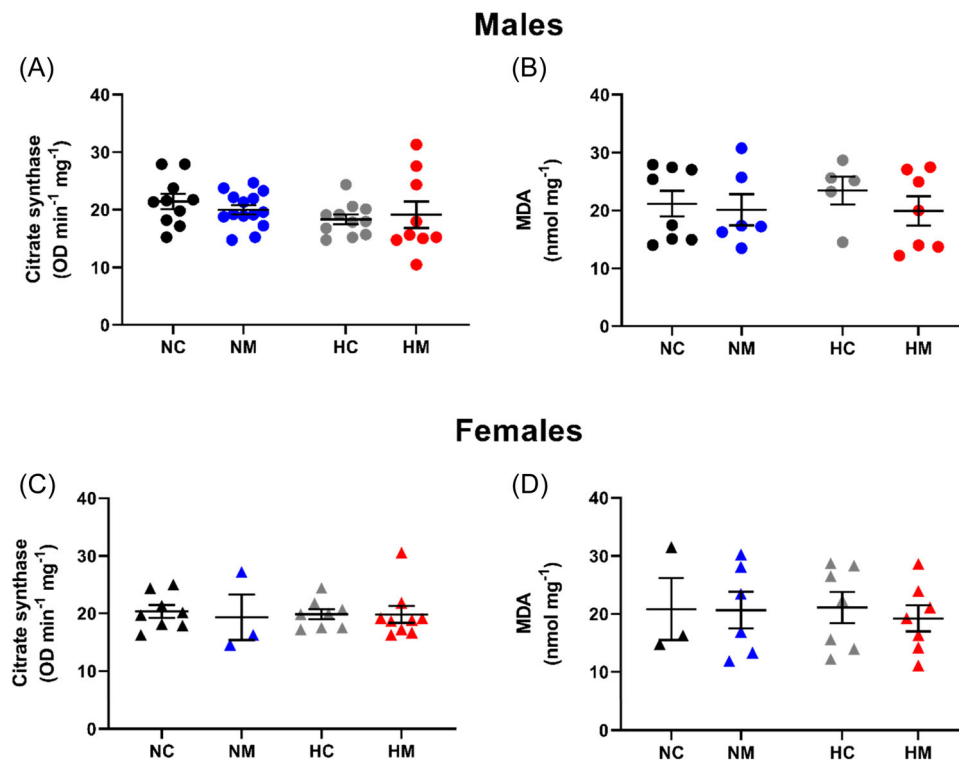 Males
(A)
Citrate synthase
(OD min⁻¹ mg⁻¹)
40
30
20
10
0
NC NM HC HM
(B)
MDA
(nmol mg⁻¹)
40
30
20
10
0
NC NM HC HM
Females
(C)
Citrate synthase
(OD min⁻¹ mg⁻¹)
40
30
20
10
0
NC NM HC HM
(D)
MDA
(nmol mg⁻¹)
40
30
20
10
0
NC NM HC HM